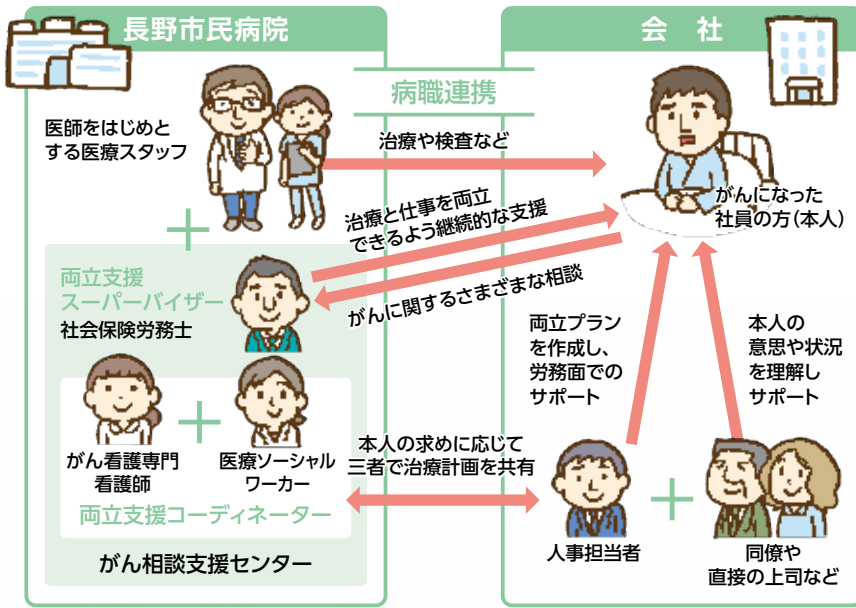 長野市民病院
会 社
病職連携
医師をはじめと
する医療スタッフ
治療や検査など
がんになった
社員の方（本人）
治療と仕事を両立
できるよう継続的な支援
がんに関するさまざまな相談
両立支援
スーパーバイザー
社会保険労務士
両立プラン
を作成し、
労務面での
サポート
本人の
意思や状況
を理解し
サポート
がん看護専門
看護師
医療ソーシャル
ワーカー
両立支援コーディネーター
がん相談支援センター
本人の求めに応じて
三者で治療計画を共有
人事担当者
同僚や
直接の上司など